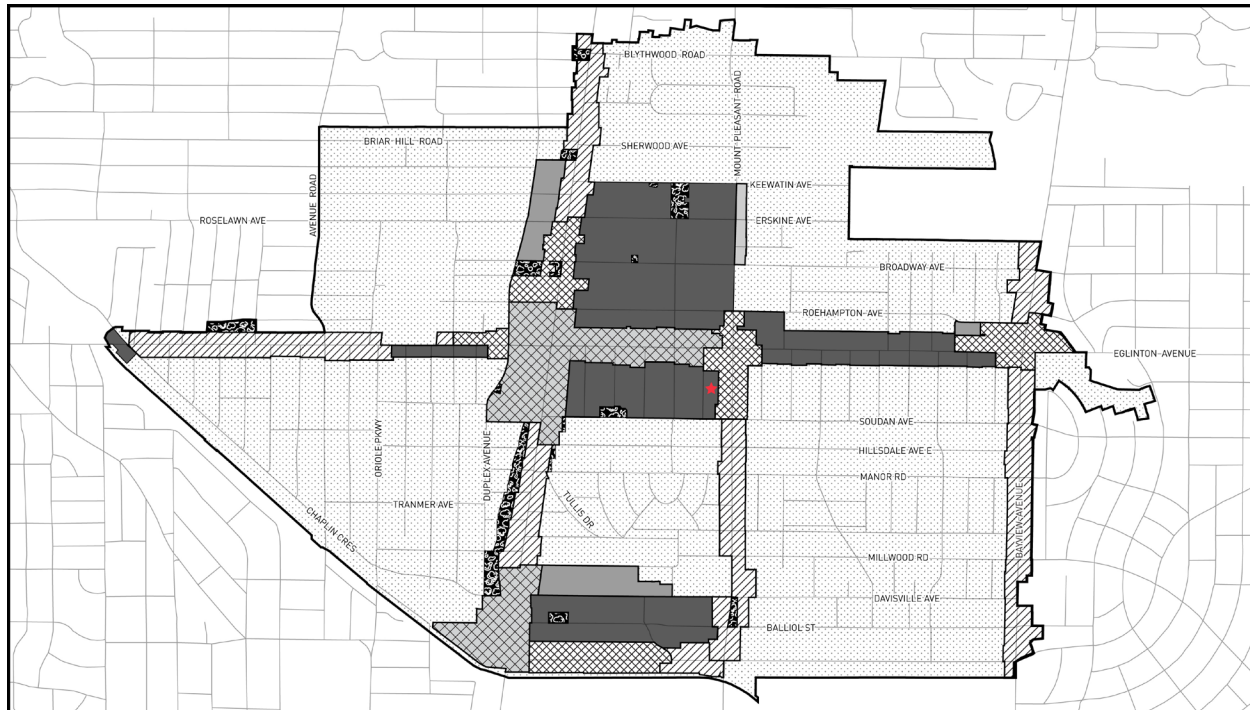 BLYTHWOOD ROAD
MOUNT PLEASANT ROAD
BRIAR HILL ROAD
SHERWOOD AVE
KEEWATIN AVE
AVENUE ROAD
ROSELAWN AVE
ERSKINE AVE
BROADWAY AVE
ROEHAMPTON AVE
EGLINTON AVENUE
SOUDAN AVE
ORIOLE PKWY
DUPLEX AVENUE
HILLSDALE AVE E
MANOR RD
TRANMER AVE
TULLIS DR
CHAPLIN CRES
BAYVIEW AVENUE
MILLWOOD RD
DAVISVILLE AVE
BALLIOL ST